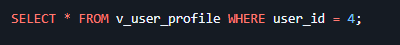 SELECT * FROM v_user_profile WHERE user_id = 4;